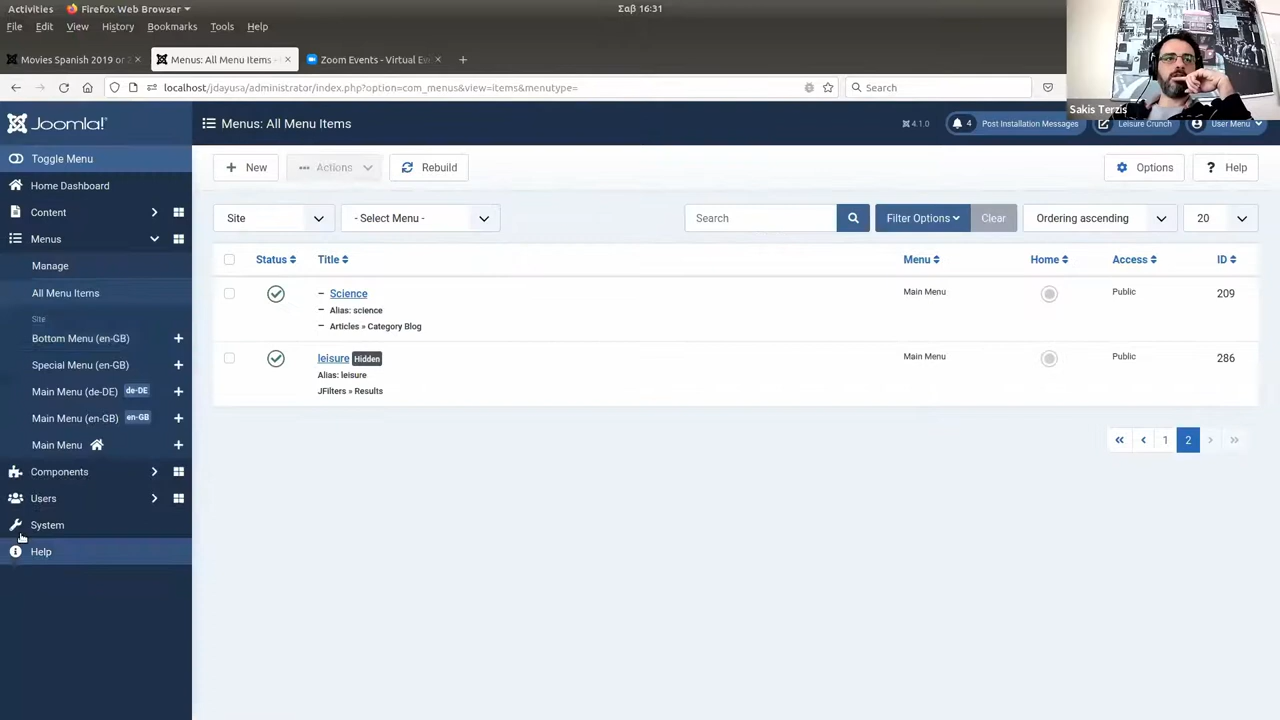 Activities
Firefox Web Browser
Σαβ 16:31
File Edit View History Bookmarks Tools Help
Movies Spanish 2019 or
Menus: All Menu Items
Zoom Events - Virtual Ev
localhost/jdayusa/administrator/index.php?option=com_menus&view=items&menutype=
Search
Sakis Terzis
Joomla!
Menus: All Menu Items
4.1.0
4
Post Installation Messages
Leisure Crunch
User Menu
Toggle Menu
Home Dashboard
Content
Menus
Manage
All Menu Items
Site
Bottom Menu (en-GB)
Special Menu (en-GB)
Main Menu (de-DE) de-DE
Main Menu (en-GB) en-GB
Main Menu
Components
Users
System
Help
New
Actions
Rebuild
Options
Help
Site
- Select Menu -
Search
Filter Options
Clear
Ordering ascending
20
Status Title Menu Home Access ID
– Science
– Alias: science
– Articles » Category Blog
Main Menu
Public
209
leisure Hidden
Alias: leisure
JFilters » Results
Main Menu
Public
286
1
2